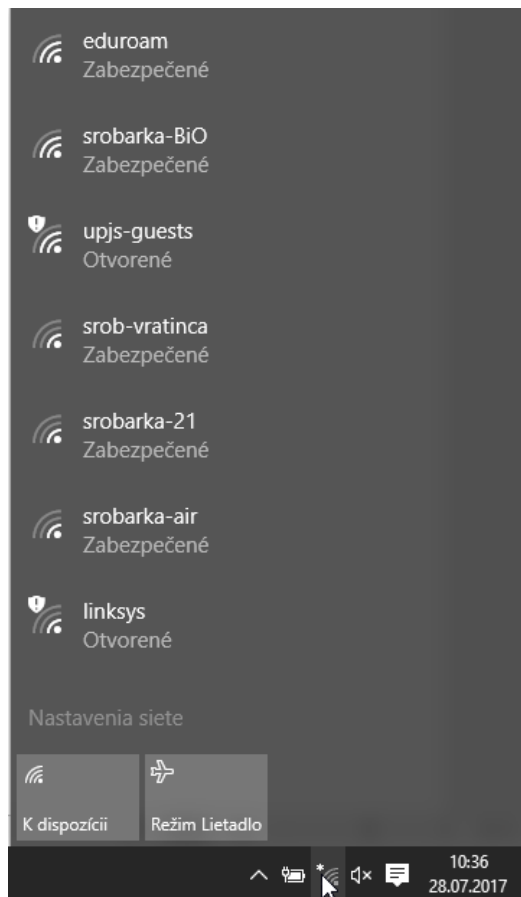 eduroam
Zabezpečené
srobarka-BiO
Zabezpečené
upjs-guests
Otvorené
srob-vratinca
Zabezpečené
srobarka-21
Zabezpečené
srobarka-air
Zabezpečené
linksys
Otvorené
Nastavenia siete
K dispozícii Režim Lietadlo
10:36
28.07.2017